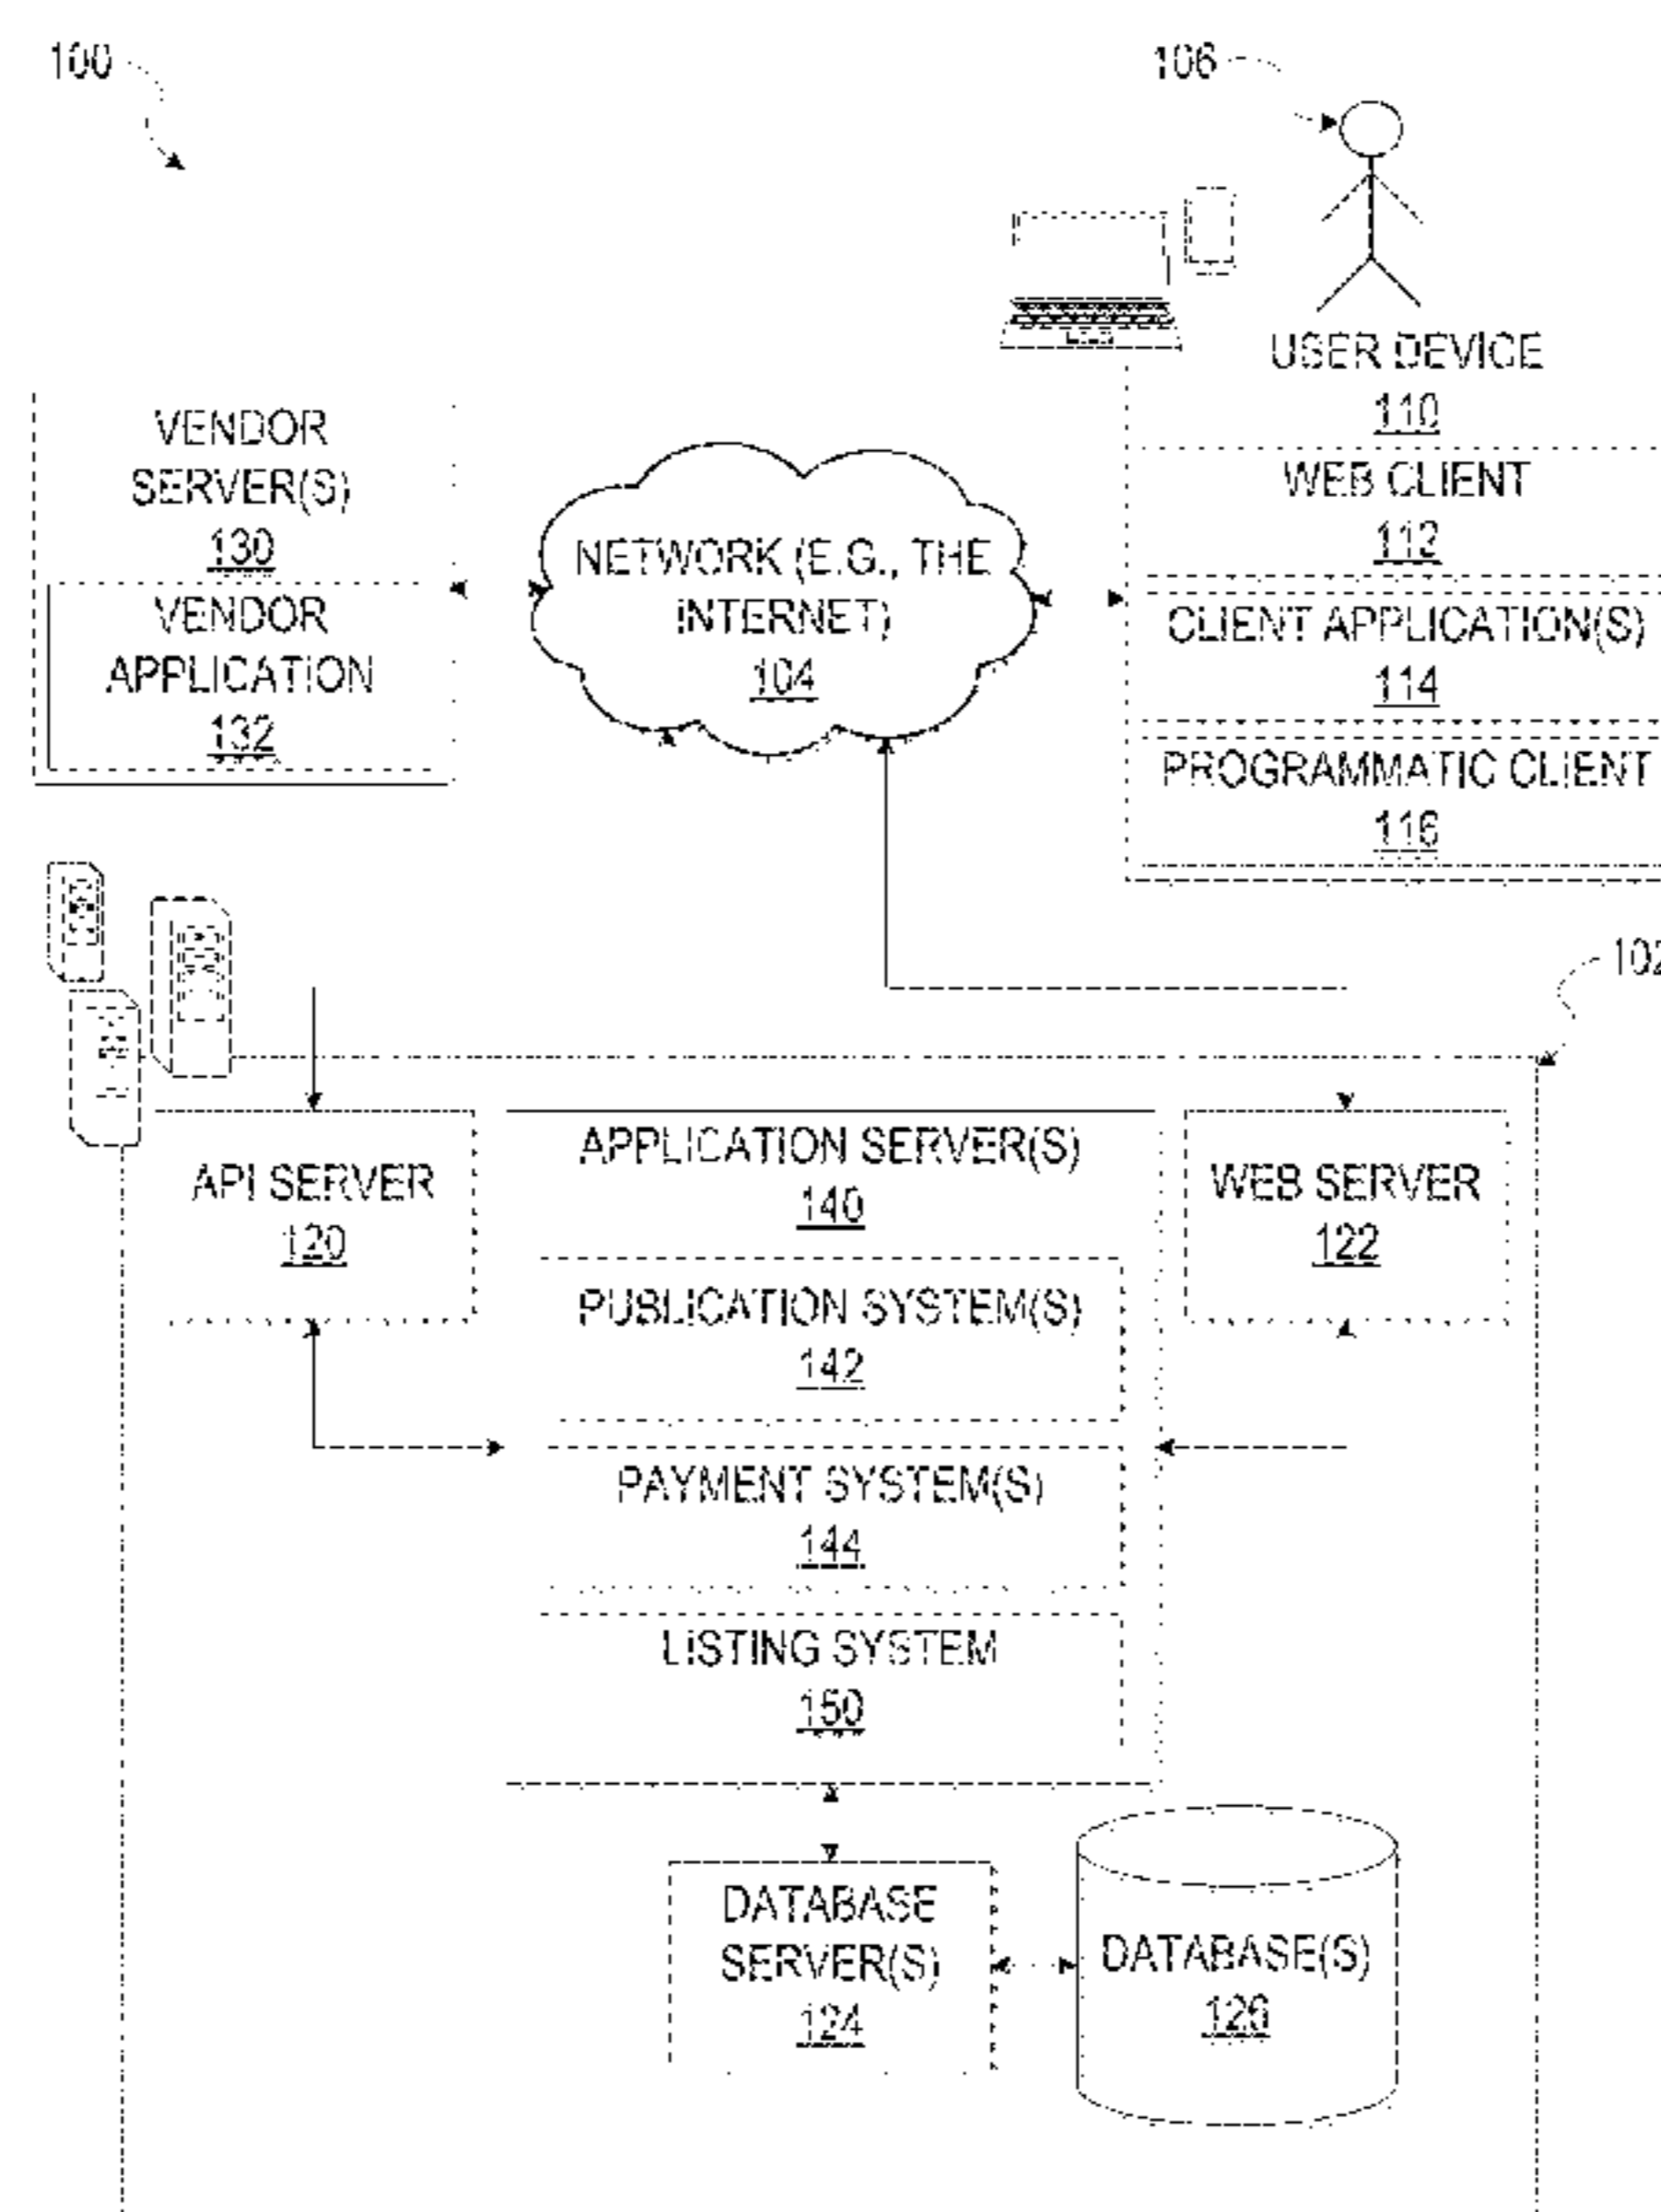 100
106
USER DEVICE
110
WEB CLIENT
112
CLIENT APPLICATION(S)
114
PROGRAMMATIC CLIENT
116
VENDOR
SERVER(S)
130
VENDOR
APPLICATION
132
NETWORK (E.G., THE
INTERNET)
104
102
API SERVER
120
APPLICATION SERVER(S)
140
PUBLICATION SYSTEM(S)
142
PAYMENT SYSTEM(S)
144
LISTING SYSTEM
150
WEB SERVER
122
DATABASE
SERVER(S)
124
DATABASE(S)
126